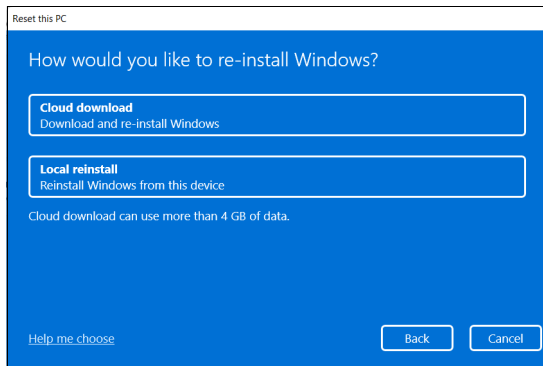 Reset this PC
How would you like to re-install Windows?
Cloud download
Download and re-install Windows
Local reinstall
Reinstall Windows from this device
Cloud download can use more than 4 GB of data.
Help me choose
Back
Cancel